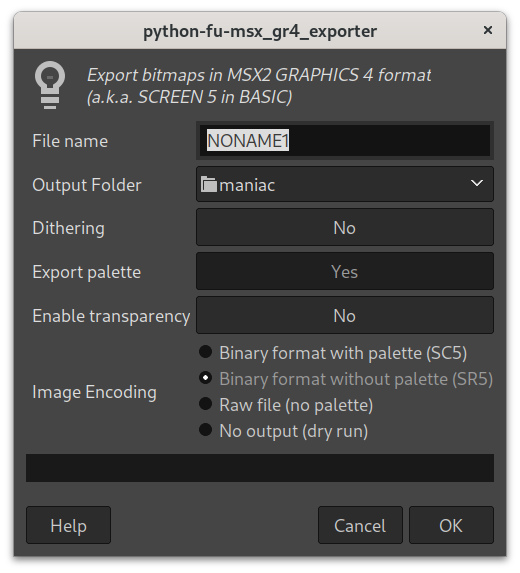 python-fu-msx_gr4_exporter
Export bitmaps in MSX2 GRAPHICS 4 format
(a.k.a. SCREEN 5 in BASIC)
File name NONAME1
Output Folder maniac
Dithering No
Export palette Yes
Enable transparency No
Image Encoding
Binary format with palette (SC5)
Binary format without palette (SR5)
Raw file (no palette)
No output (dry run)
Help Cancel OK